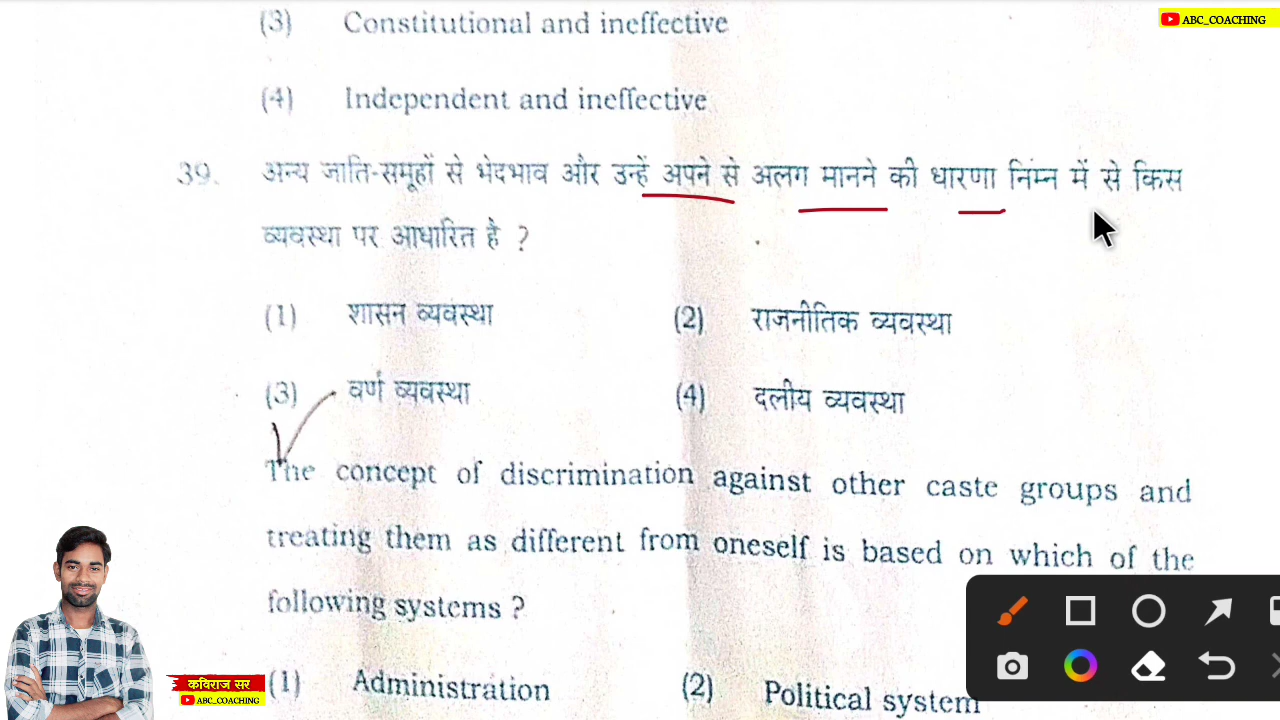 (3) Constitutional and ineffective
ABC_COACHING
(4) Independent and ineffective
39. अन्य जाति-समूहों से भेदभाव और उन्हें अपने से अलग मानने की धारणा निम्न में से किस
व्यवस्था पर आधारित है ?
(1) शासन व्यवस्था (2) राजनीतिक व्यवस्था
(3) वर्ण व्यवस्था (4) दलीय व्यवस्था
The concept of discrimination against other caste groups and
treating them as different from oneself is based on which of the
following systems ?
(1) Administration (2) Political system
कविराज सर
ABC_COACHING